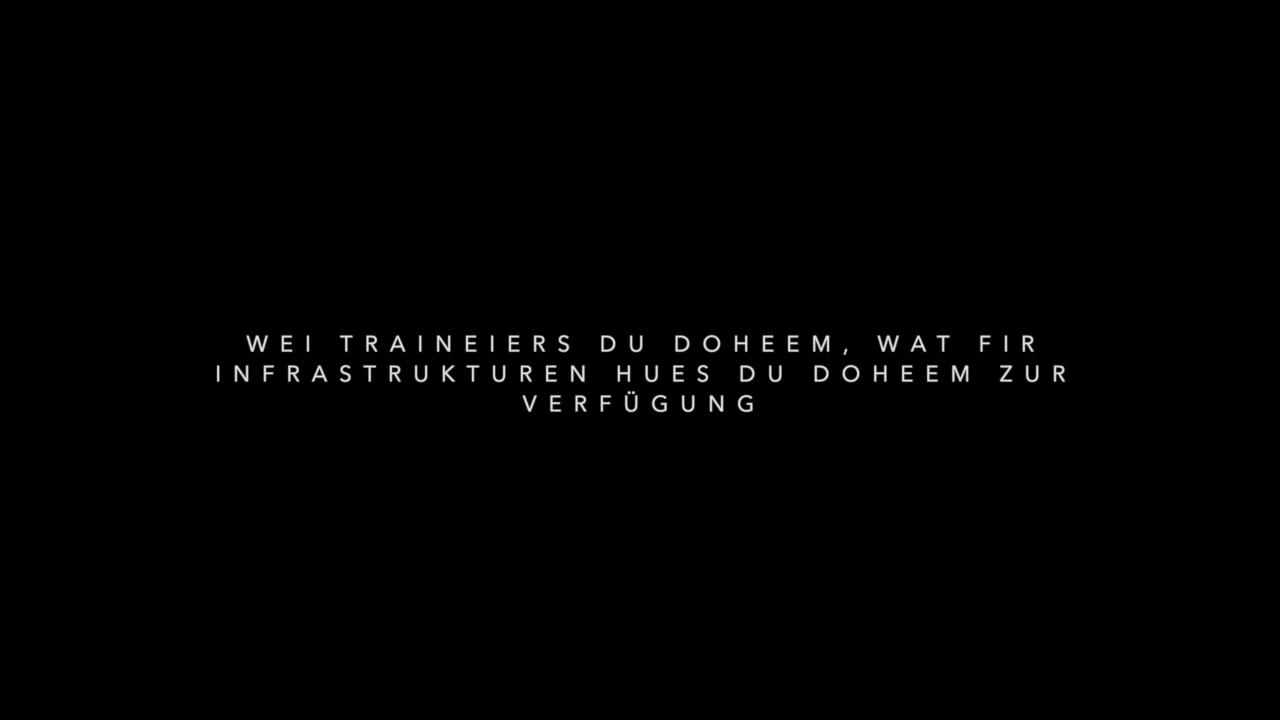 WEI TRAINEIERS DU DOHEEM, WAT FIR
INFRASTRUKTUREN HUES DU DOHEEM ZUR
VERFÜGUNG